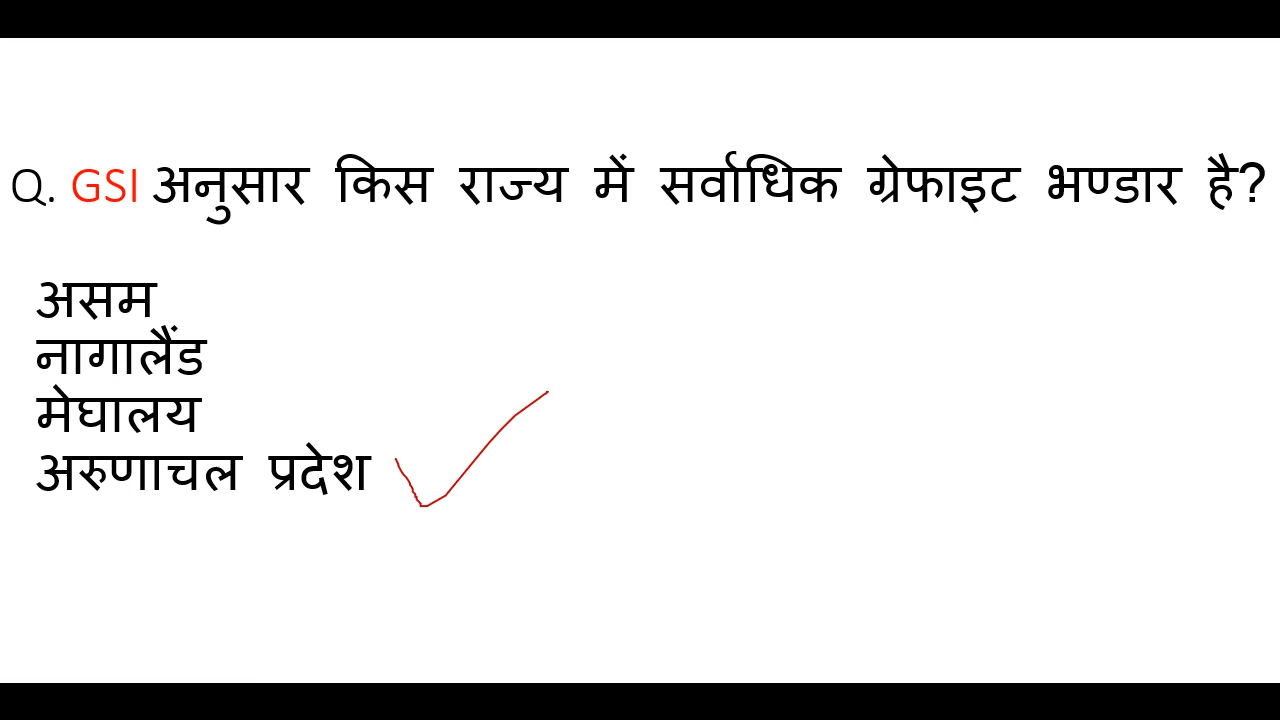 Q. GSI अनुसार किस राज्य में सर्वाधिक ग्रेफाइट भण्डार है?
असम
नागालैंड
मेघालय
अरुणाचल प्रदेश